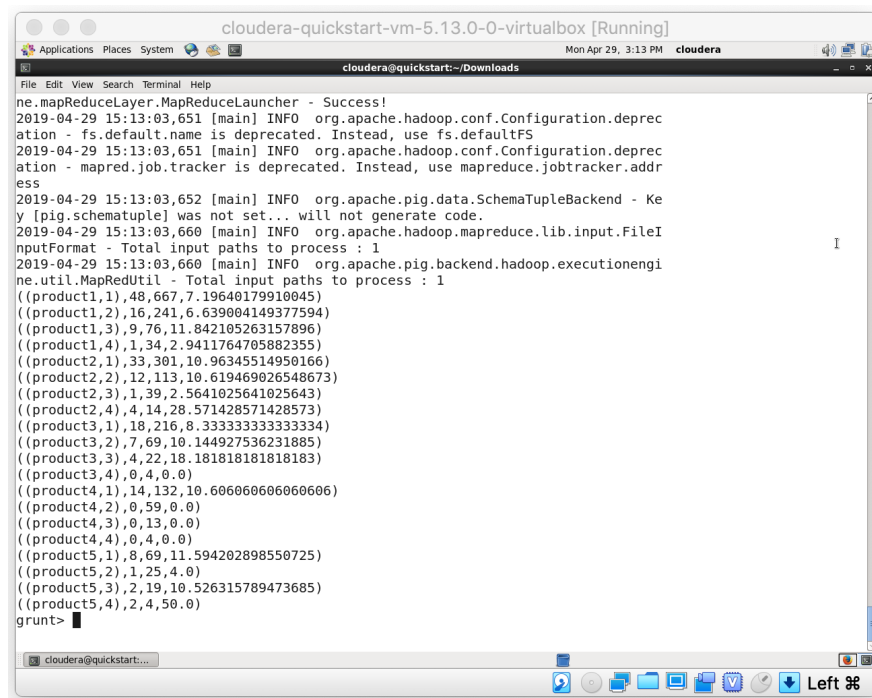 cloudera-quickstart-vm-5.13.0-0-virtualbox [Running]
Applications Places System Mon Apr 29, 3:13 PM cloudera
cloudera@quickstart:~/Downloads
File Edit View Search Terminal Help
ne.mapReduceLayer.MapReduceLauncher - Success!
2019-04-29 15:13:03,651 [main] INFO  org.apache.hadoop.conf.Configuration.deprec
ation - fs.default.name is deprecated. Instead, use fs.defaultFS
2019-04-29 15:13:03,651 [main] INFO  org.apache.hadoop.conf.Configuration.deprec
ation - mapred.job.tracker is deprecated. Instead, use mapreduce.jobtracker.addr
ess
2019-04-29 15:13:03,652 [main] INFO  org.apache.pig.data.SchemaTupleBackend - Ke
y [pig.schematuple] was not set... will not generate code.
2019-04-29 15:13:03,660 [main] INFO  org.apache.hadoop.mapreduce.lib.input.FileI
nputFormat - Total input paths to process : 1
2019-04-29 15:13:03,660 [main] INFO  org.apache.pig.backend.hadoop.executionengi
ne.util.MapRedUtil - Total input paths to process : 1
((product1,1),48,667,7.19640179910045)
((product1,2),16,241,6.639004149377594)
((product1,3),9,76,11.842105263157896)
((product1,4),1,34,2.9411764705882355)
((product2,1),33,301,10.96345514950166)
((product2,2),12,113,10.619469026548673)
((product2,3),1,39,2.5641025641025643)
((product2,4),4,14,28.571428571428573)
((product3,1),18,216,8.333333333333334)
((product3,2),7,69,10.144927536231885)
((product3,3),4,22,18.181818181818183)
((product3,4),0,4,0.0)
((product4,1),14,132,10.606060606060606)
((product4,2),0,59,0.0)
((product4,3),0,13,0.0)
((product4,4),0,4,0.0)
((product5,1),8,69,11.594202898550725)
((product5,2),1,25,4.0)
((product5,3),2,19,10.526315789473685)
((product5,4),2,4,50.0)
grunt>
cloudera@quickstart:...
Left ⌘